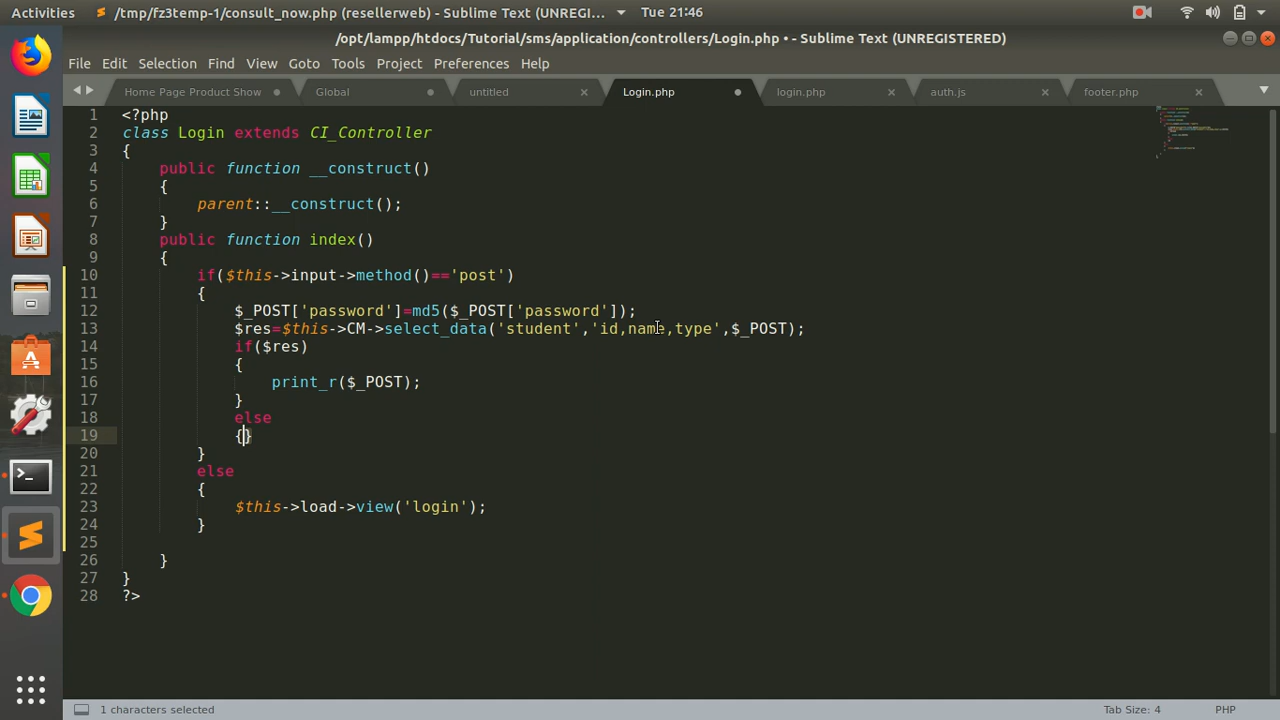 Activities
/tmp/fz3temp-1/consult_now.php (resellerweb) - Sublime Text (UNREGI...
Tue 21:46
/opt/lampp/htdocs/Tutorial/sms/application/controllers/Login.php • - Sublime Text (UNREGISTERED)
File Edit Selection Find View Goto Tools Project Preferences Help
Home Page Product Show Global untitled Login.php login.php auth.js footer.php
1 <?php
2 class Login extends CI_Controller
3 {
4 public function __construct()
5 {
6 parent::__construct();
7 }
8 public function index()
9 {
10 if($this->input->method()=='post')
11 {
12 $_POST['password']=md5($_POST['password']);
13 $res=$this->CM->select_data('student','id,name,type',$_POST);
14 if($res)
15 {
16 print_r($_POST);
17 }
18 else
19 {}
20 }
21 else
22 {
23 $this->load->view('login');
24 }
25
26 }
27 }
28 ?>
1 characters selected
Tab Size: 4
PHP